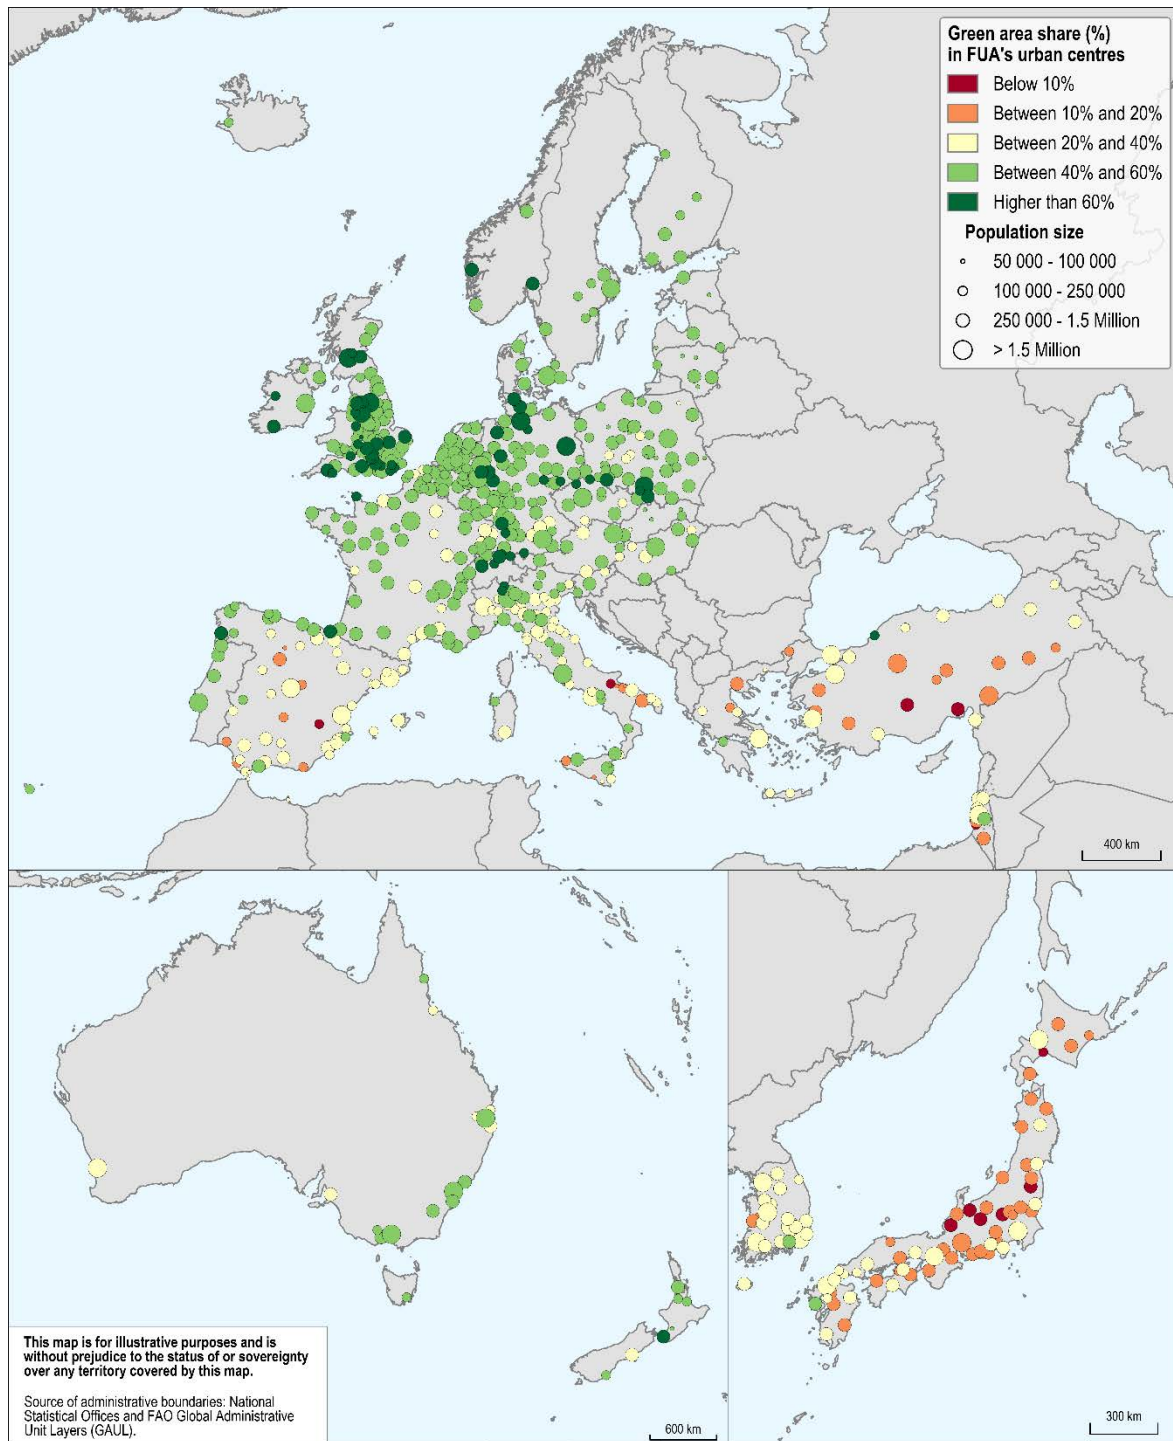 Green area share (%)
in FUA's urban centres
Below 10%
Between 10% and 20%
Between 20% and 40%
Between 40% and 60%
Higher than 60%
Population size
50 000 - 100 000
100 000 - 250 000
250 000 - 1.5 Million
> 1.5 Million
400 km
This map is for illustrative purposes and is
without prejudice to the status of or sovereignty
over any territory covered by this map.
Source of administrative boundaries: National
Statistical Offices and FAO Global Administrative
Unit Layers (GAUL).
600 km
300 km